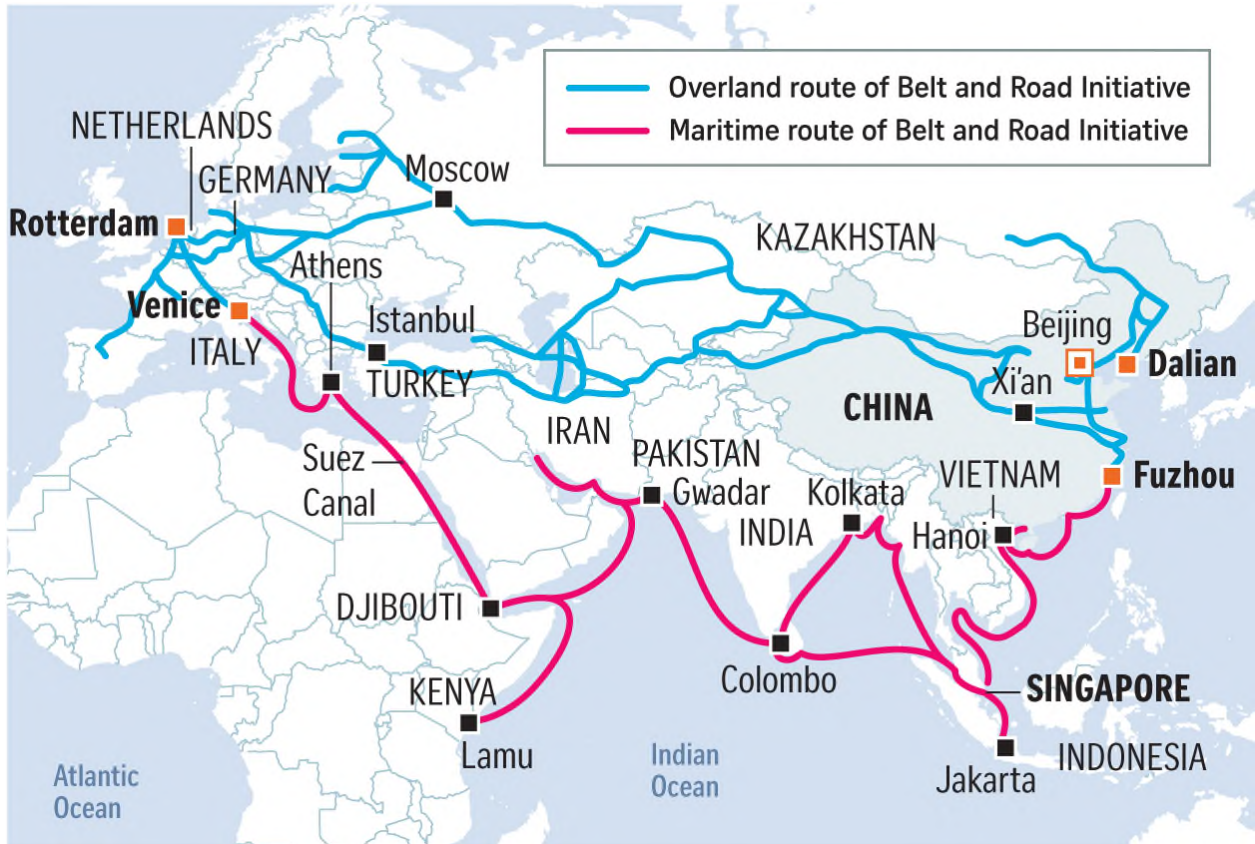 Overland route of Belt and Road Initiative
Maritime route of Belt and Road Initiative
NETHERLANDS
GERMANY
Moscow
Rotterdam
KAZAKHSTAN
Athens
Venice
Istanbul
Beijing
ITALY
TURKEY
Dalian
Xi'an
CHINA
IRAN
Suez
Canal
PAKISTAN
Gwadar
Kolkata
VIETNAM
Fuzhou
INDIA
Hanoi
DJIBOUTI
Colombo
KENYA
SINGAPORE
Lamu
Indian
Ocean
INDONESIA
Jakarta
Atlantic
Ocean